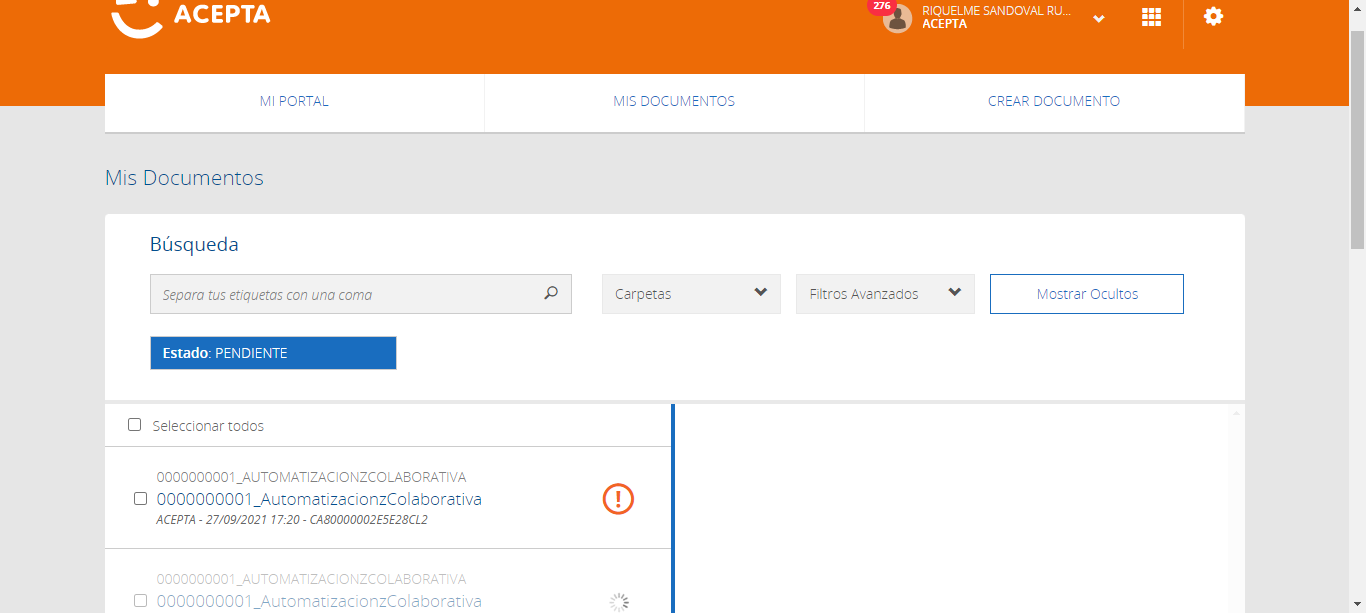 ACEPTA
276
RIQUELME SANDOVAL RU...
ACEPTA
MI PORTAL
MIS DOCUMENTOS
CREAR DOCUMENTO
Mis Documentos
Búsqueda
Separa tus etiquetas con una coma
Carpetas
Filtros Avanzados
Mostrar Ocultos
Estado: PENDIENTE
Seleccionar todos
0000000001_AUTOMATIZACIONZCOLABORATIVA
0000000001_AutomatizacionzColaborativa
ACEPTA - 27/09/2021 17:20 - CA80000002E5E28CL2
0000000001_AUTOMATIZACIONZCOLABORATIVA
0000000001_AutomatizacionzColaborativa